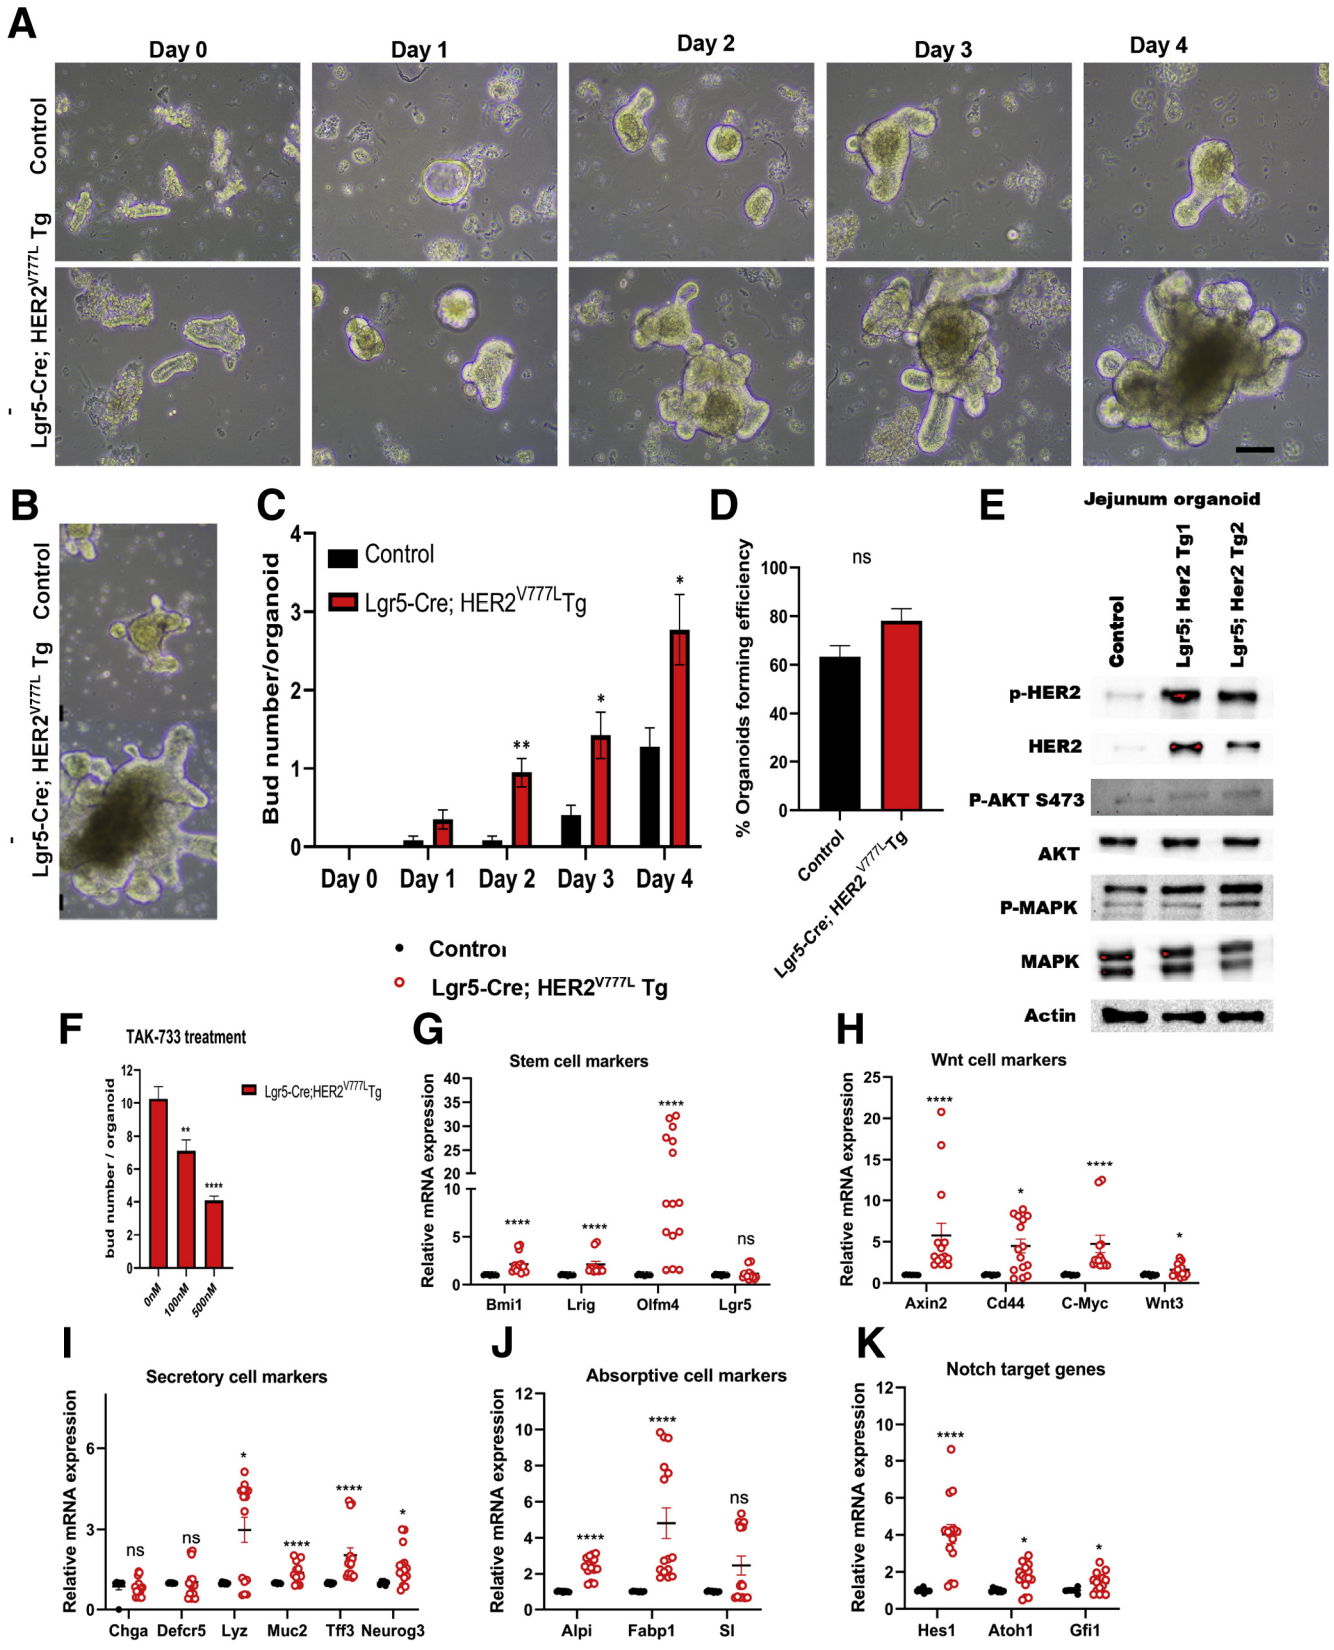 A
Day 0
Day 1
Day 2
Day 3
Day 4
Control
Lgr5-Cre; HER2V777L Tg
-
B
Control
Lgr5-Cre; HER2V777L Tg
-
C
Bud number/organoid
4
3
2
1
0
Control
Lgr5-Cre; HER2V777LTg
**
*
*
Day 0
Day 1
Day 2
Day 3
Day 4
D
ns
% Organoids forming efficiency
100
80
60
40
20
0
Control
Lgr5-Cre; HER2V777LTg
E
Jejunum organoid
Control
Lgr5; Her2 Tg1
Lgr5; Her2 Tg2
p-HER2
HER2
P-AKT S473
AKT
P-MAPK
MAPK
Actin
Control
Lgr5-Cre; HER2V777L Tg
F
TAK-733 treatment
bud number / organoid
12
10
8
6
4
2
0
**
****
Lgr5-Cre;HER2V777LTg
0nM
100nM
500nM
G
Stem cell markers
Relative mRNA expression
40
35
30
25
20
10
5
0
****
****
****
ns
Bmi1
Lrig
Olfm4
Lgr5
H
Wnt cell markers
Relative mRNA expression
25
20
15
10
5
0
****
*
****
*
Axin2
Cd44
C-Myc
Wnt3
I
Secretory cell markers
Relative mRNA expression
6
3
0
ns
ns
*
****
****
*
Chga
Defcr5
Lyz
Muc2
Tff3
Neurog3
J
Absorptive cell markers
Relative mRNA expression
12
10
8
6
4
2
0
****
****
ns
Alpi
Fabp1
SI
K
Notch target genes
Relative mRNA expression
12
10
8
6
4
2
0
****
*
*
Hes1
Atoh1
Gfi1